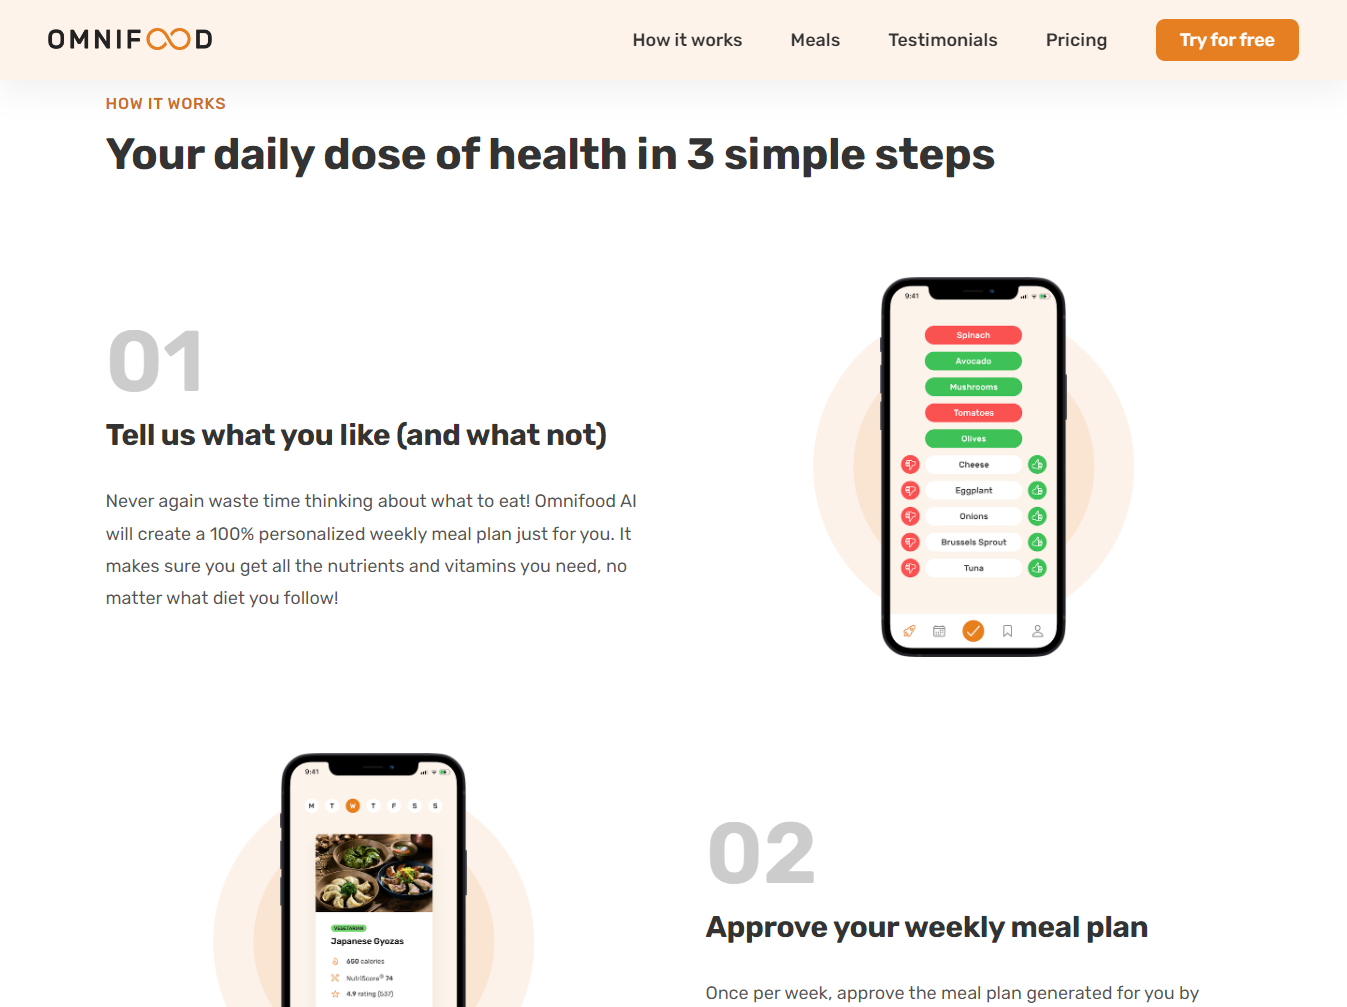 OMNIFOOD
How it works
Meals
Testimonials
Pricing
Try for free
HOW IT WORKS
Your daily dose of health in 3 simple steps
01
Tell us what you like (and what not)
Never again waste time thinking about what to eat! Omnifood AI
will create a 100% personalized weekly meal plan just for you. It
makes sure you get all the nutrients and vitamins you need, no
matter what diet you follow!
9:41
Spinach
Avocado
Mushrooms
Tomatoes
Olives
Cheese
Eggplant
Onions
Brussels Sprout
Tuna
9:41
M T W T F S S
VEGETARIAN
Japanese Gyozas
650 calories
NutriScore® 74
4.9 rating (537)
02
Approve your weekly meal plan
Once per week, approve the meal plan generated for you by